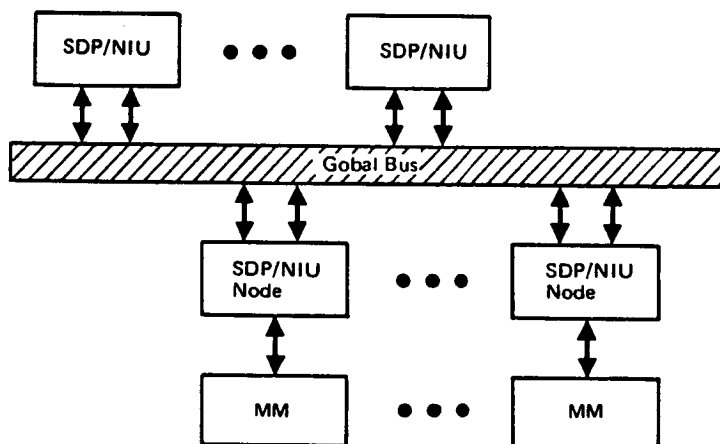 SDP/NIU
SDP/NIU
Gobal Bus
SDP/NIU
Node
SDP/NIU
Node
MM
MM